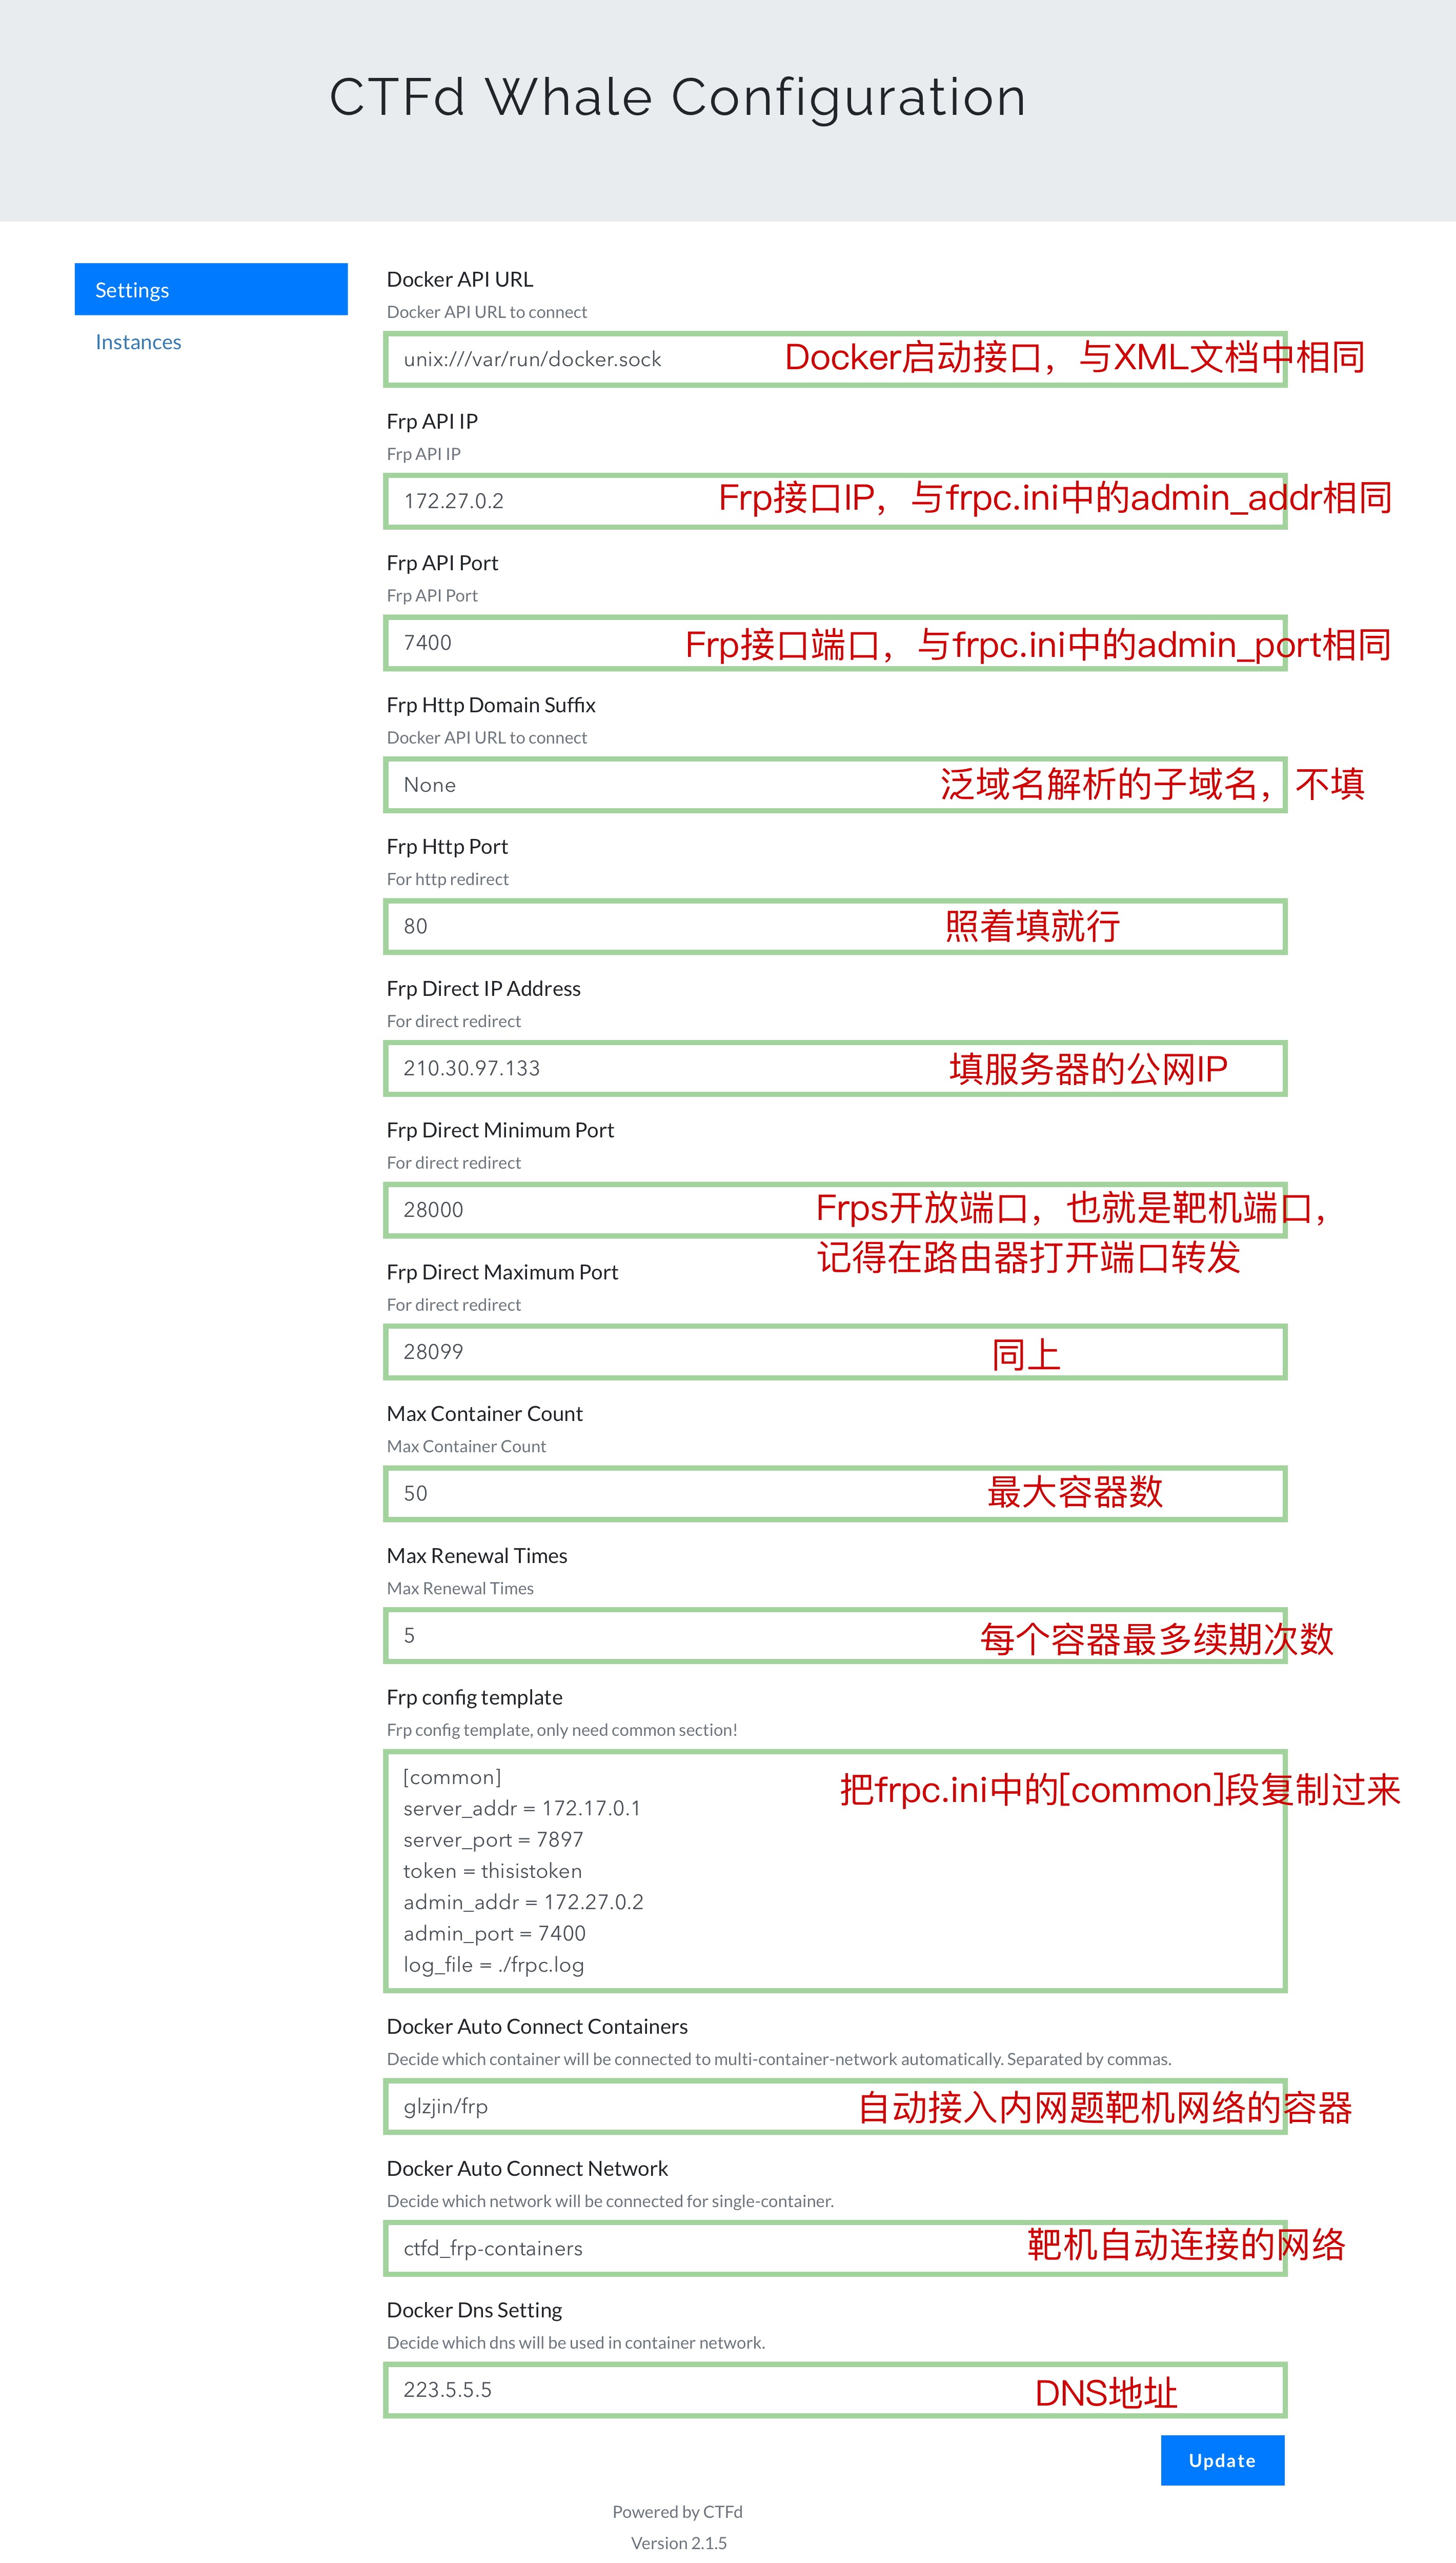 CTFd Whale Configuration
Settings
Instances
Docker API URL
Docker API URL to connect
unix:///var/run/docker.sock
Docker启动接口，与XML文档中相同
Frp API IP
Frp API IP
172.27.0.2
Frp接口IP，与frpc.ini中的admin_addr相同
Frp API Port
Frp API Port
7400
Frp接口端口，与frpc.ini中的admin_port相同
Frp Http Domain Suffix
Docker API URL to connect
None
泛域名解析的子域名，不填
Frp Http Port
For http redirect
80
照着填就行
Frp Direct IP Address
For direct redirect
210.30.97.133
填服务器的公网IP
Frp Direct Minimum Port
For direct redirect
28000
Frps开放端口，也就是靶机端口，
记得在路由器打开端口转发
Frp Direct Maximum Port
For direct redirect
28099
同上
Max Container Count
Max Container Count
50
最大容器数
Max Renewal Times
Max Renewal Times
5
每个容器最多续期次数
Frp config template
Frp config template, only need common section!
[common]
把frpc.ini中的[common]段复制过来
server_addr = 172.17.0.1
server_port = 7897
token = thisistoken
admin_addr = 172.27.0.2
admin_port = 7400
log_file = ./frpc.log
Docker Auto Connect Containers
Decide which container will be connected to multi-container-network automatically. Separated by commas.
glzjin/frp
自动接入内网题靶机网络的容器
Docker Auto Connect Network
Decide which network will be connected for single-container.
ctfd_frp-containers
靶机自动连接的网络
Docker Dns Setting
Decide which dns will be used in container network.
223.5.5.5
DNS地址
Update
Powered by CTFd
Version 2.1.5